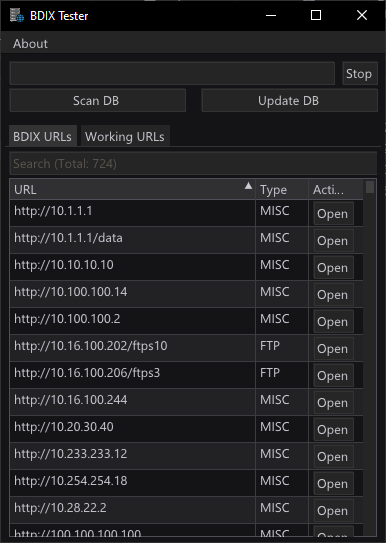 BDIX Tester
About
Stop
Scan DB Update DB
BDIX URLs Working URLs
Search (Total: 724)
URL Type Acti...
http://10.1.1.1 MISC Open
http://10.1.1.1/data MISC Open
http://10.10.10.10 MISC Open
http://10.100.100.14 MISC Open
http://10.100.100.2 MISC Open
http://10.16.100.202/ftps10 FTP Open
http://10.16.100.206/ftps3 FTP Open
http://10.16.100.244 MISC Open
http://10.20.30.40 MISC Open
http://10.233.233.12 MISC Open
http://10.254.254.18 MISC Open
http://10.28.22.2 MISC Open
http://100.100.100.100 MISC Open